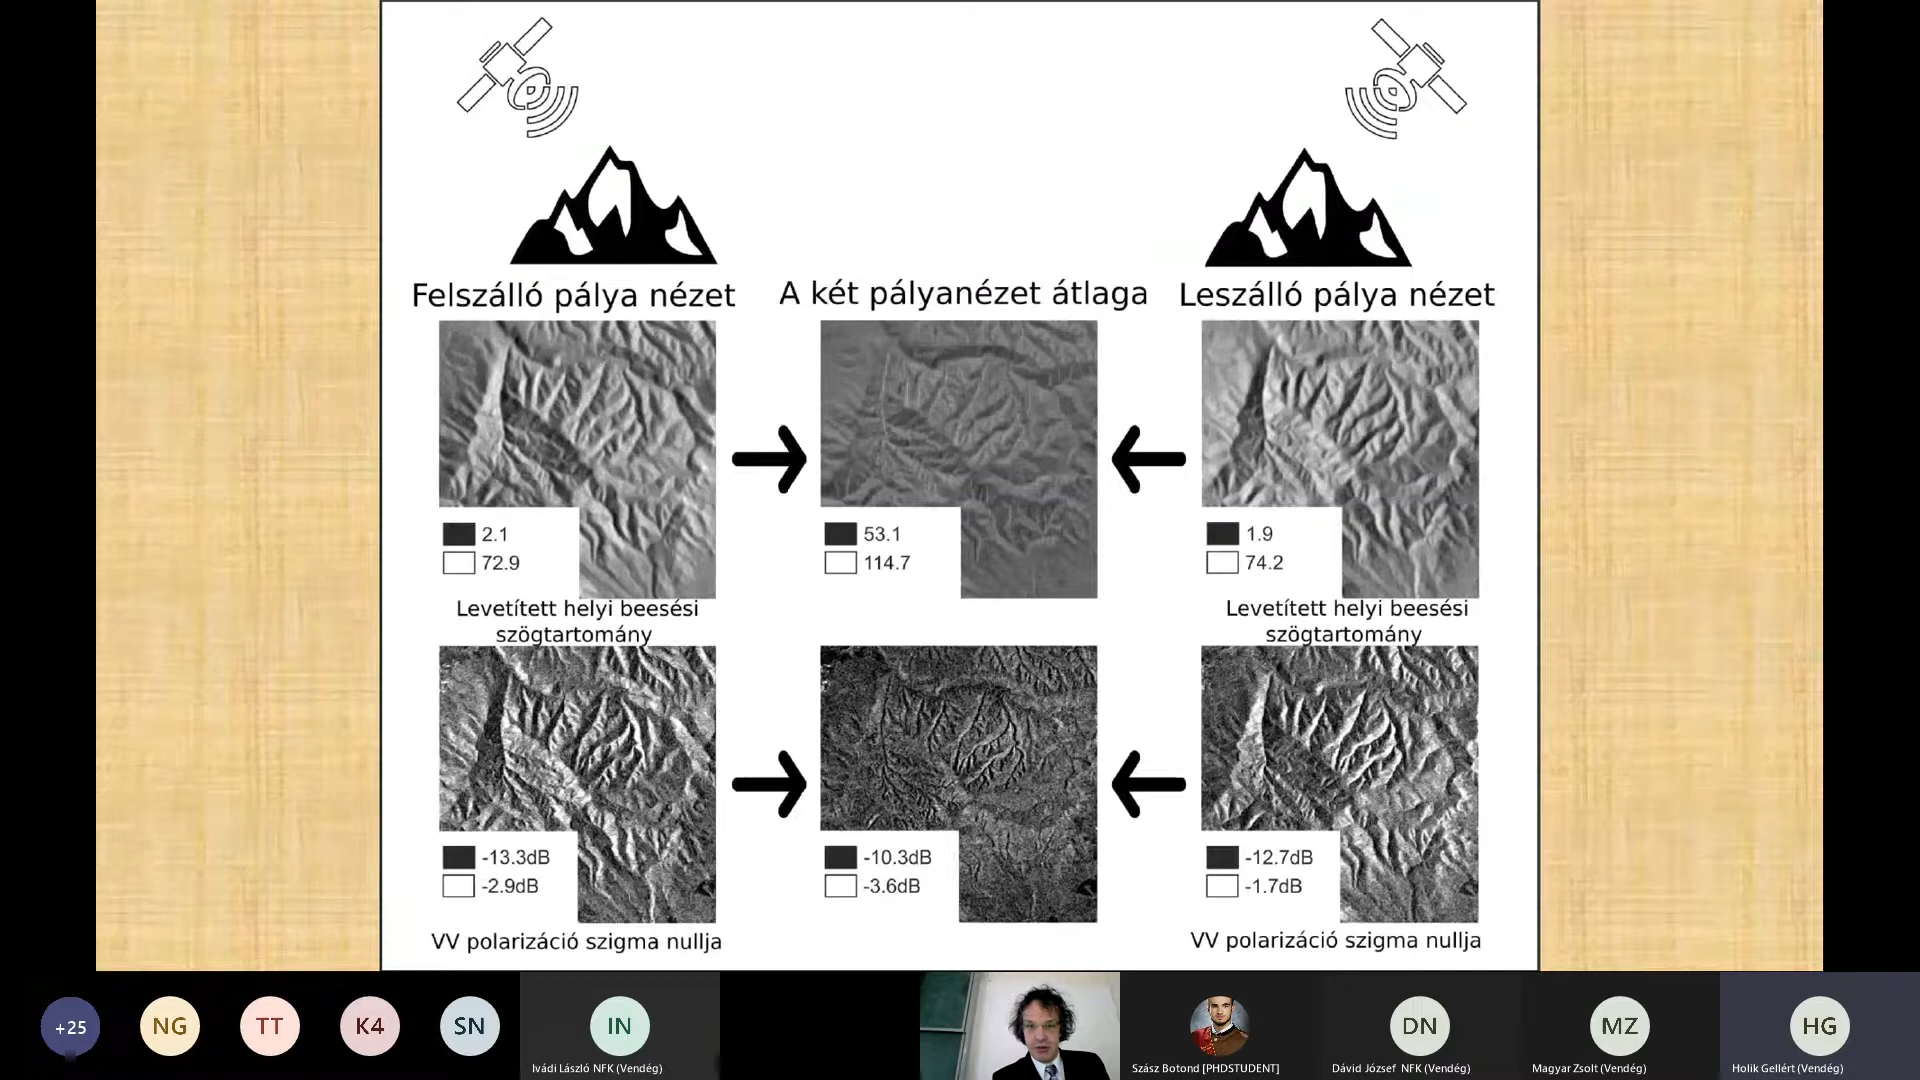 Felszálló pálya nézet
A két pályanézet átlaga
Leszálló pálya nézet
2.1
72.9
53.1
114.7
1.9
74.2
Levetített helyi beesési
szögtartomány
Levetített helyi beesési
szögtartomány
-13.3dB
-2.9dB
-10.3dB
-3.6dB
-12.7dB
-1.7dB
VV polarizáció szigma nullja
VV polarizáció szigma nullja
+25
NG
TT
K4
SN
IN
DN
MZ
HG
Ivádi László NFK (Vendég)
Szász Botond [PHDSTUDENT]
Dávid József NFK (Vendég)
Magyar Zsolt (Vendég)
Holik Gellért (Vendég)